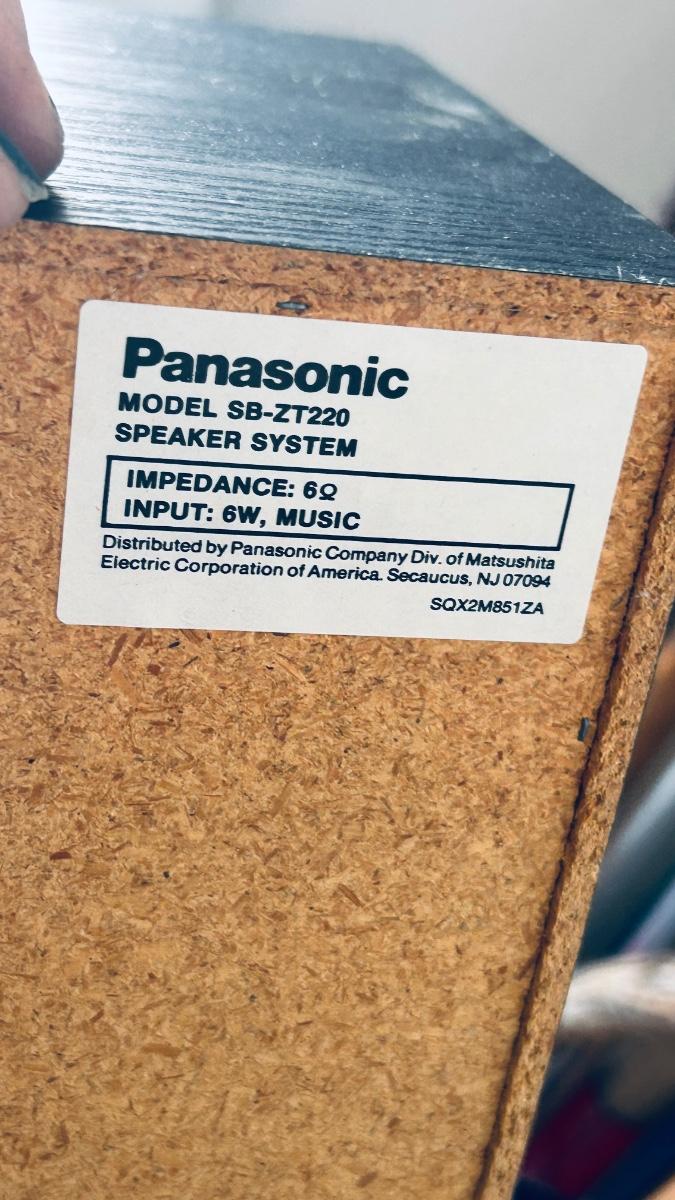 Panasonic
MODEL SB-ZT220
SPEAKER SYSTEM
IMPEDANCE: 6Ω
INPUT: 6W, MUSIC
Distributed by Panasonic Company Div. of Matsushita
Electric Corporation of America. Secaucus, NJ 07094
SQX2M851ZA